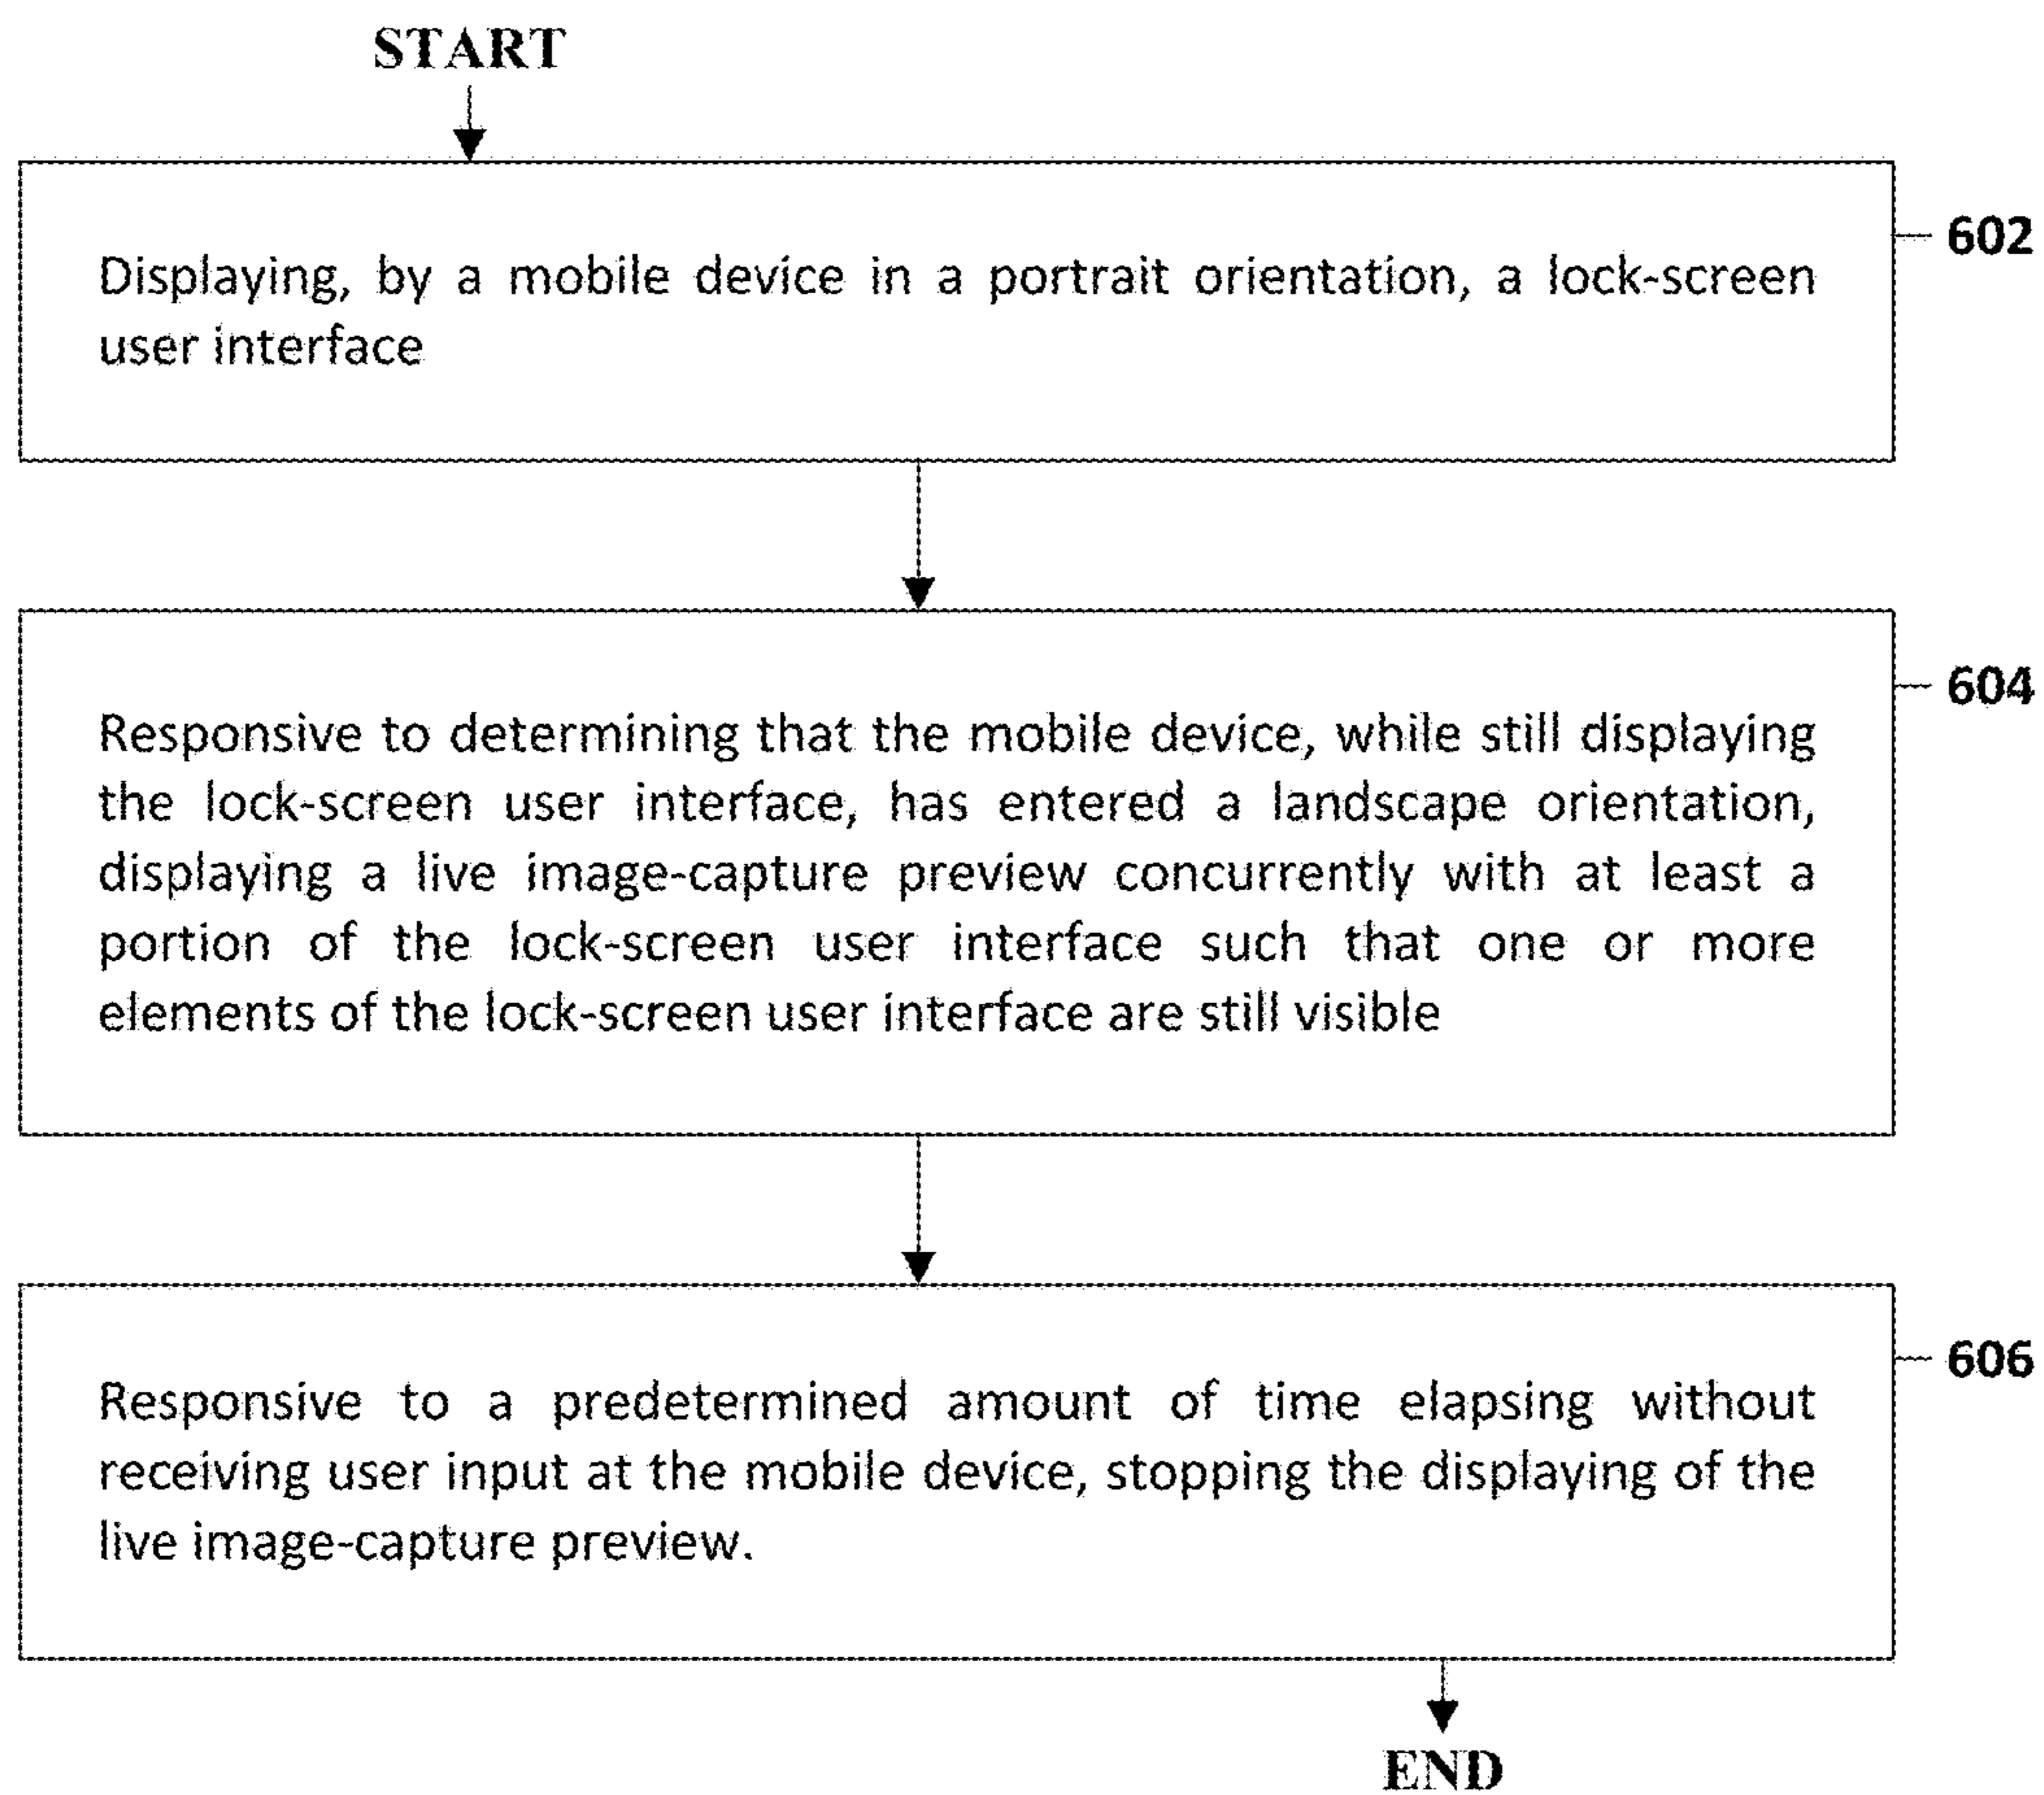 START
602
Displaying, by a mobile device in a portrait orientation, a lock-screen
user interface
604
Responsive to determining that the mobile device, while still displaying
the lock-screen user interface, has entered a landscape orientation,
displaying a live image-capture preview concurrently with at least a
portion of the lock-screen user interface such that one or more
elements of the lock-screen user interface are still visible
606
Responsive to a predetermined amount of time elapsing without
receiving user input at the mobile device, stopping the displaying of the
live image-capture preview.
END